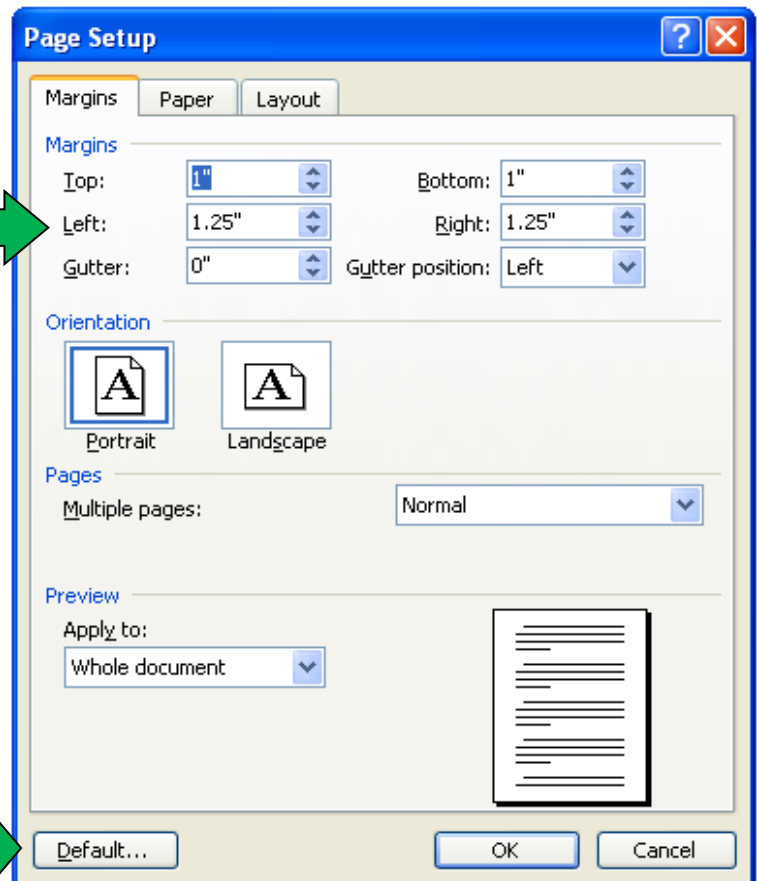 Page Setup ?
Margins Paper Layout
Margins
Top: 1" Bottom: 1"
Left: 1.25" Right: 1.25"
Gutter: 0" Gutter position: Left
Orientation
A A
Portrait Landscape
Pages
Multiple pages: Normal
Preview
Apply to:
Whole document
Default... OK Cancel